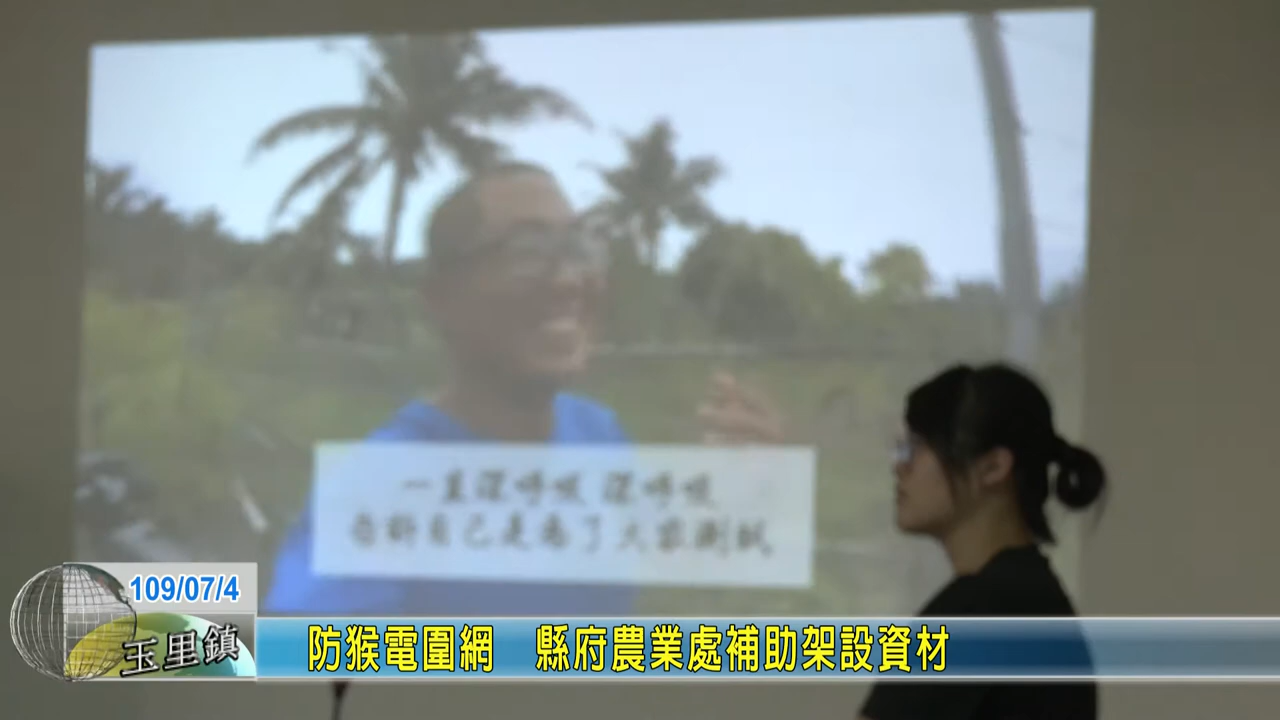 一直深呼吸 深呼吸
告訴自己是為了大家測試
109/07/4
玉里鎮
防猴電圍網 縣府農業處補助架設資材